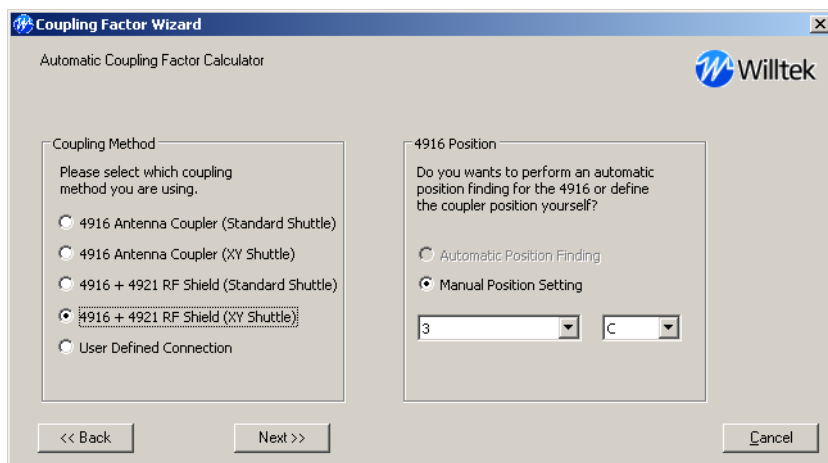 Coupling Factor Wizard
Automatic Coupling Factor Calculator
Willtek
Coupling Method
Please select which coupling
method you are using.
4916 Antenna Coupler (Standard Shuttle)
4916 Antenna Coupler (XY Shuttle)
4916 + 4921 RF Shield (Standard Shuttle)
4916 + 4921 RF Shield (XY Shuttle)
User Defined Connection
4916 Position
Do you wants to perform an automatic
position finding for the 4916 or define
the coupler position yourself?
Automatic Position Finding
Manual Position Setting
3 C
<< Back Next >> Cancel